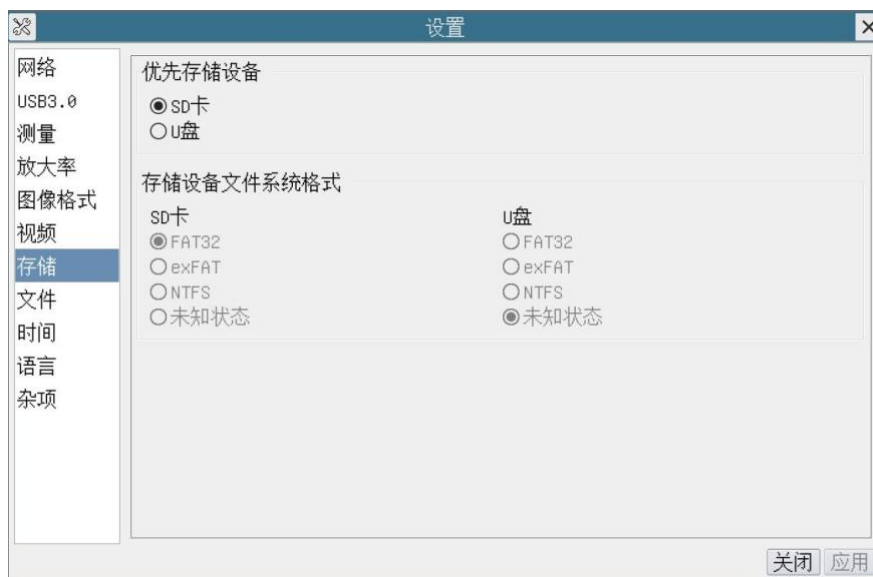 设置
网络
USB3.0
测量
放大率
图像格式
视频
存储
文件
时间
语言
杂项
优先存储设备
SD卡
U盘
存储设备文件系统格式
SD卡
FAT32
exFAT
NTFS
未知状态
U盘
FAT32
exFAT
NTFS
未知状态
关闭 应用